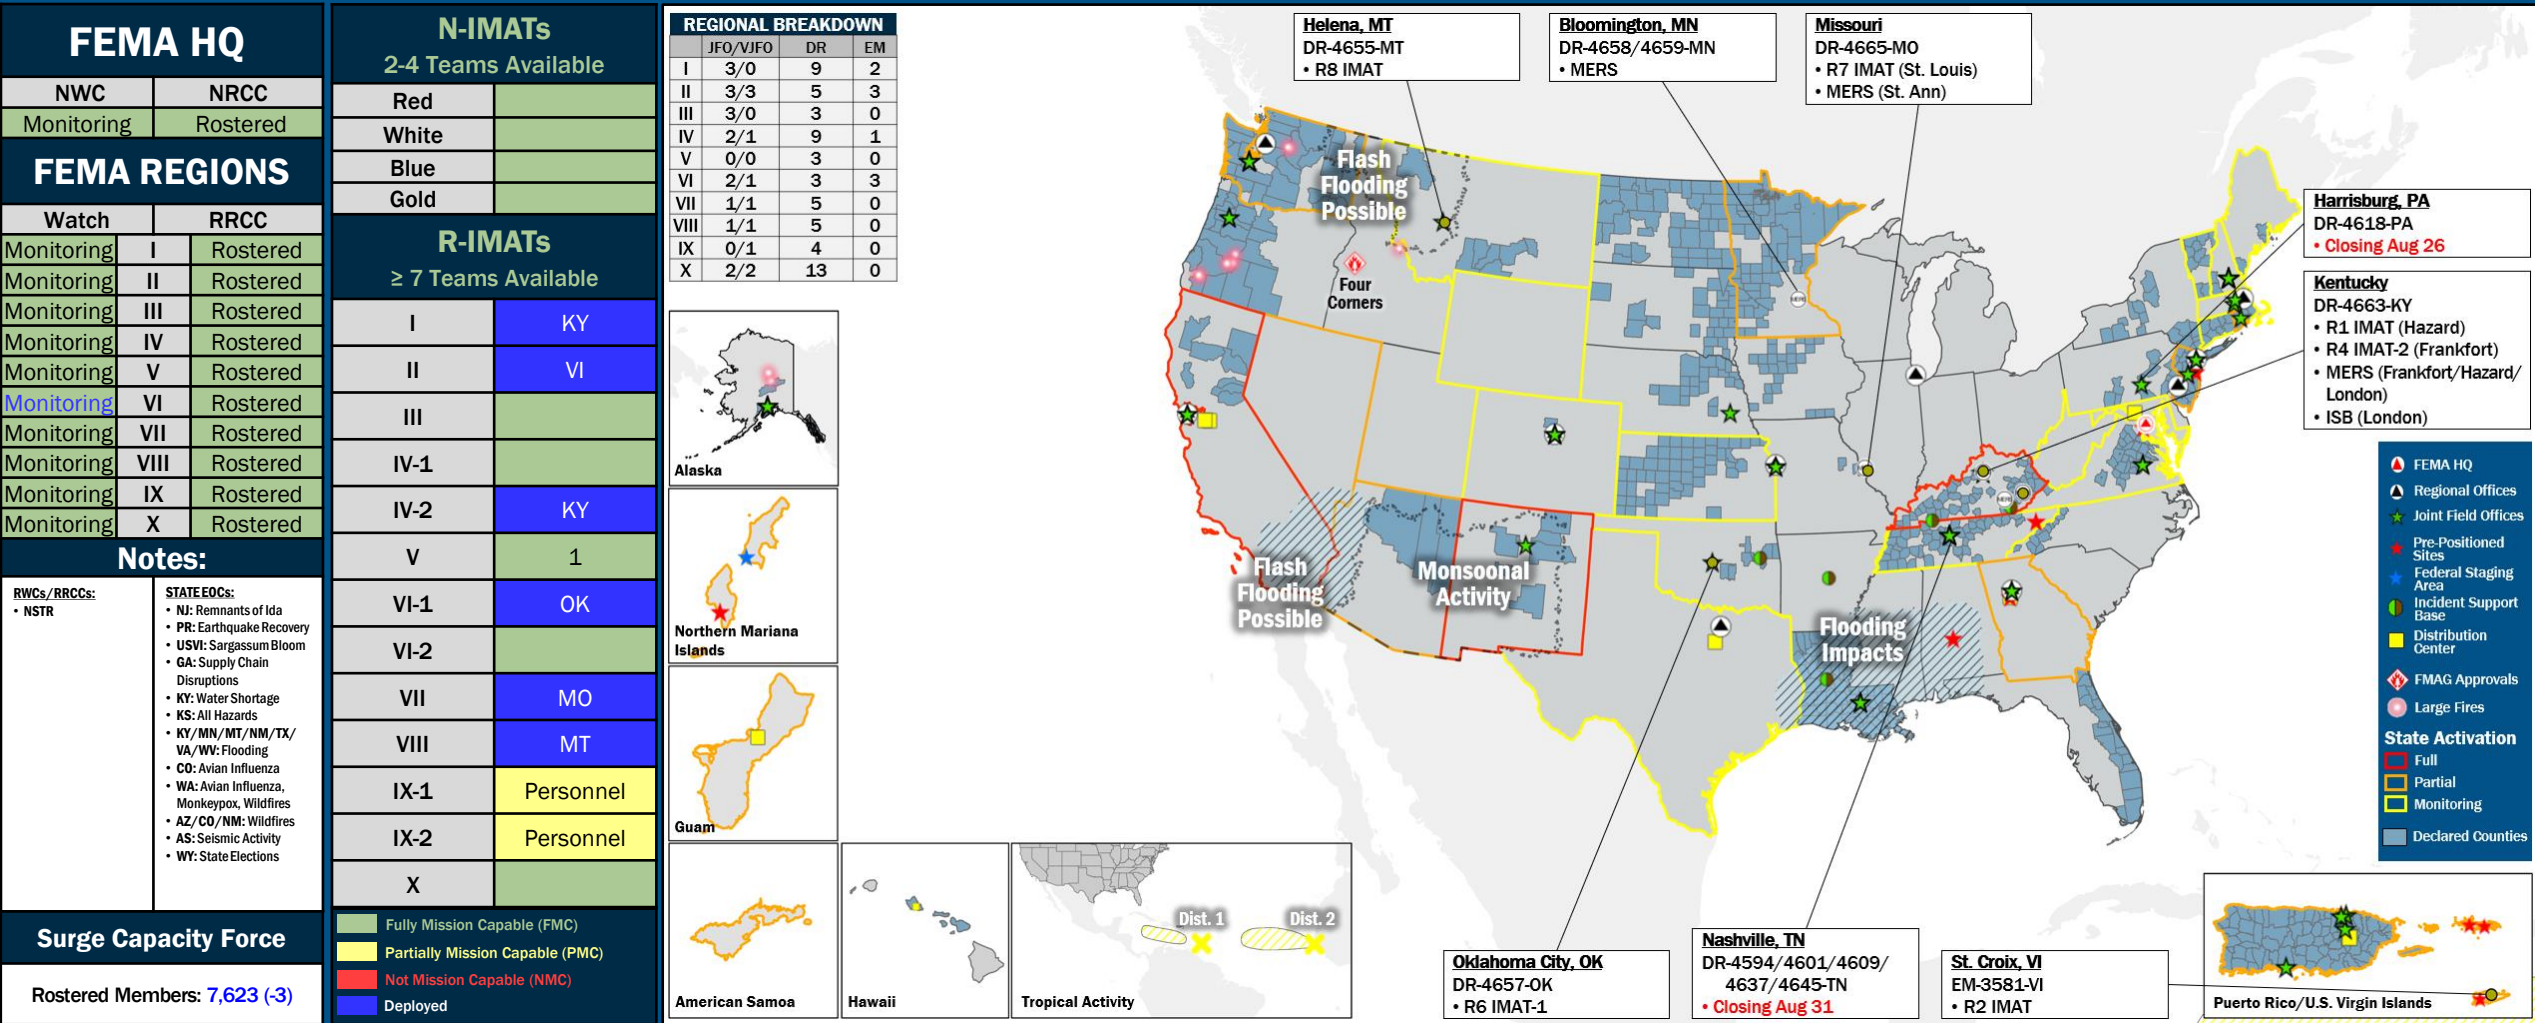 FEMA HQ
NWC NRCC
Monitoring Rostered
FEMA REGIONS
Watch RRCC
Monitoring I Rostered
Monitoring II Rostered
Monitoring III Rostered
Monitoring IV Rostered
Monitoring V Rostered
Monitoring VI Rostered
Monitoring VII Rostered
Monitoring VIII Rostered
Monitoring IX Rostered
Monitoring X Rostered
Notes:
RWCs/RRCCs:
• NSTR
STATE EOCs:
• NJ: Remnants of Ida
• PR: Earthquake Recovery
• USVI: Sargassum Bloom
• GA: Supply Chain
Disruptions
• KY: Water Shortage
• KS: All Hazards
• KY/MN/MT/NM/TX/
VA/WV: Flooding
• CO: Avian Influenza
• WA: Avian Influenza,
Monkeypox, Wildfires
• AZ/CO/NM: Wildfires
• AS: Seismic Activity
• WY: State Elections
Surge Capacity Force
Rostered Members: 7,623 (-3)
N-IMATs
2-4 Teams Available
Red
White
Blue
Gold
R-IMATs
≥ 7 Teams Available
I KY
II VI
III
IV-1
IV-2 KY
V 1
VI-1 OK
VI-2
VII MO
VIII MT
IX-1 Personnel
IX-2 Personnel
X
Fully Mission Capable (FMC)
Partially Mission Capable (PMC)
Not Mission Capable (NMC)
Deployed
REGIONAL BREAKDOWN
JFO/VJFO DR EM
I 3/0 9 2
II 3/3 5 3
III 3/0 3 0
IV 2/1 9 1
V 0/0 3 0
VI 2/1 3 3
VII 1/1 5 0
VIII 1/1 5 0
IX 0/1 4 0
X 2/2 13 0
Alaska
Northern Mariana
Islands
Guam
American Samoa
Hawaii
Dist. 1
Dist. 2
Tropical Activity
Helena, MT
DR-4655-MT
• R8 IMAT
Bloomington, MN
DR-4658/4659-MN
• MERS
Missouri
DR-4665-MO
• R7 IMAT (St. Louis)
• MERS (St. Ann)
Harrisburg, PA
DR-4618-PA
• Closing Aug 26
Kentucky
DR-4663-KY
• R1 IMAT (Hazard)
• R4 IMAT-2 (Frankfort)
• MERS (Frankfort/Hazard/
London)
• ISB (London)
Flash
Flooding
Possible
Four
Corners
MERS
MERS
Flash
Flooding
Possible
Monsoonal
Activity
Flooding
Impacts
FEMA HQ
Regional Offices
Joint Field Offices
Pre-Positioned
Sites
Federal Staging
Area
Incident Support
Base
Distribution
Center
FMAG Approvals
Large Fires
State Activation
Full
Partial
Monitoring
Declared Counties
Oklahoma City, OK
DR-4657-OK
• R6 IMAT-1
Nashville, TN
DR-4594/4601/4609/
4637/4645-TN
• Closing Aug 31
St. Croix, VI
EM-3581-VI
• R2 IMAT
Puerto Rico/U.S. Virgin Islands